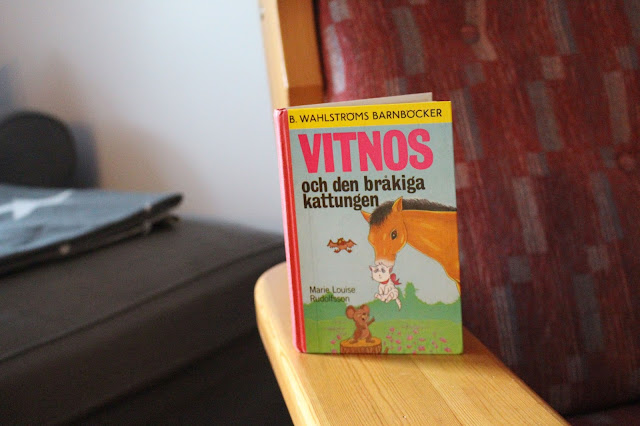 B. WAHLSTRÖMS BARNBÖCKER
VITNOS
och den bråkiga
kattungen
Marie Louise
Rudolfsson